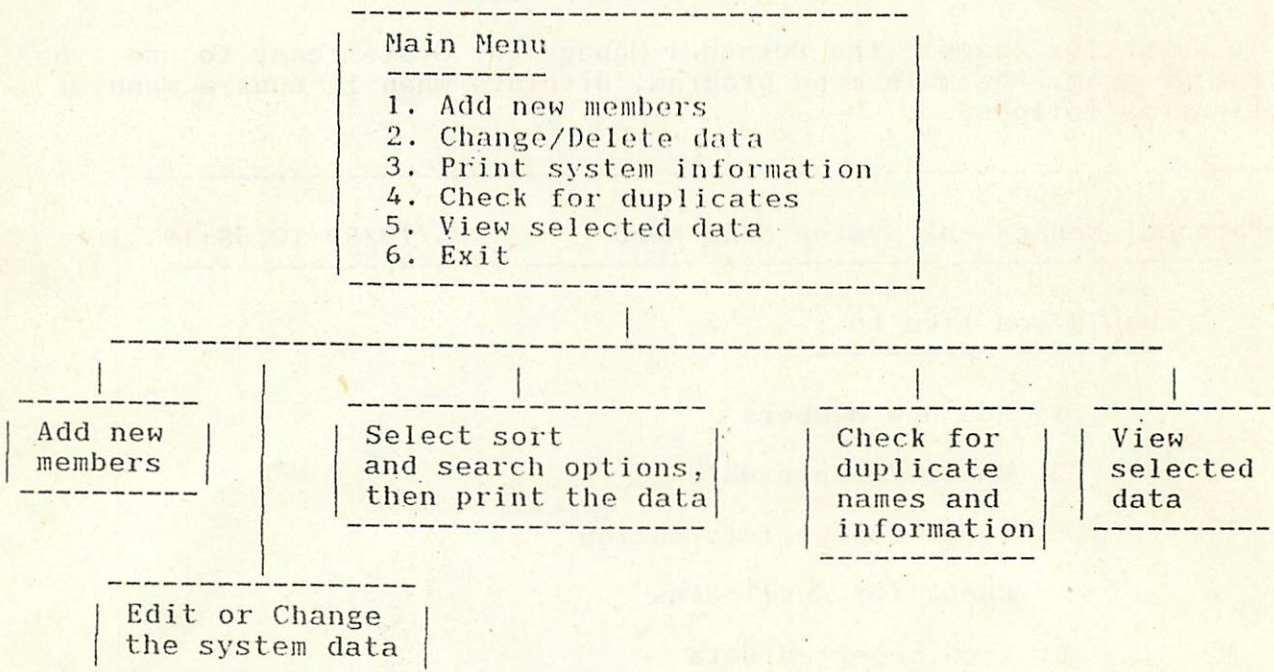 Main Menu
1. Add new members
2. Change/Delete data
3. Print system information
4. Check for duplicates
5. View selected data
6. Exit
Add new
members
Select sort
and search options,
then print the data
Check for
duplicate
names and
information
View
selected
data
Edit or Change
the system data